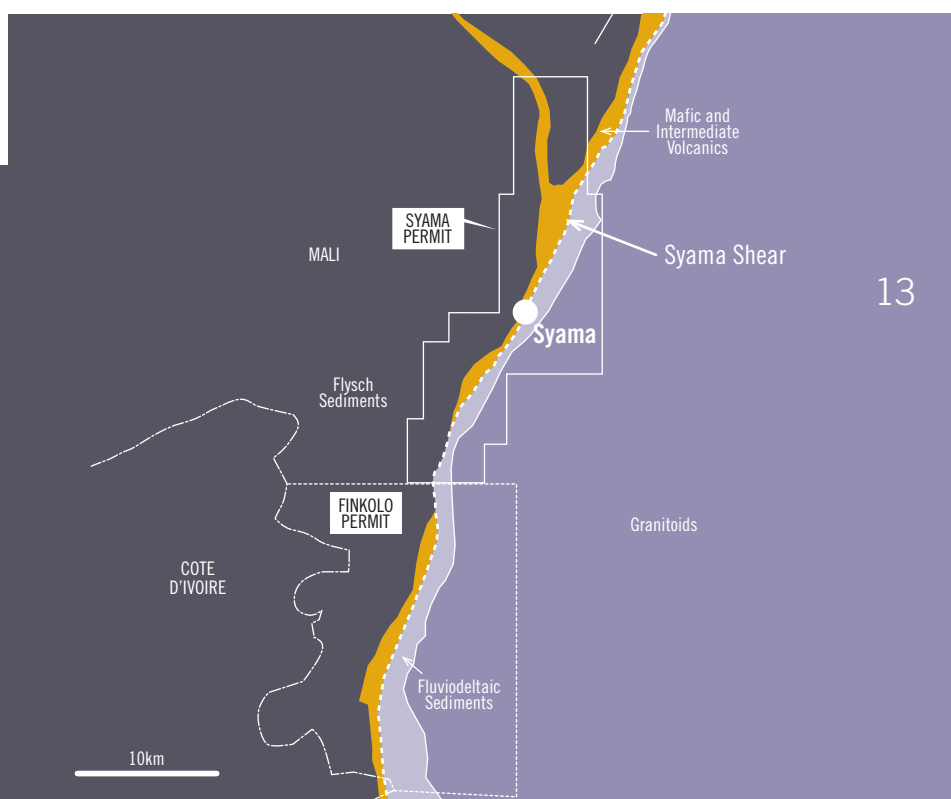 Mafic and
Intermediate
Volcanics
SYAMA
PERMIT
MALI
Syama Shear
13
Syama
Flysch
Sediments
FINKOLO
PERMIT
Granitoids
COTE
D'IVOIRE
Fluviodeltaic
Sediments
10km